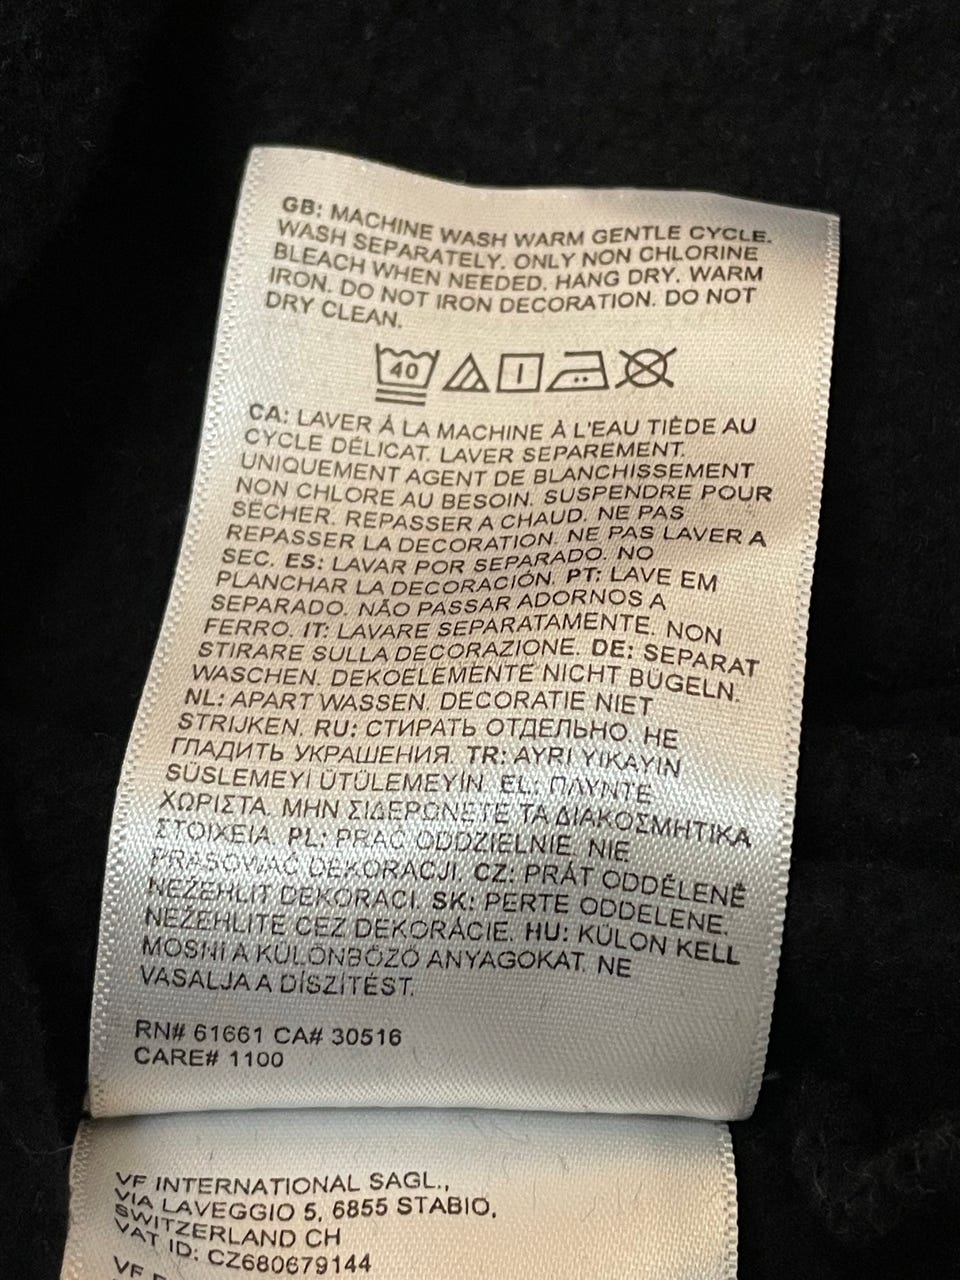 GB: MACHINE WASH WARM GENTLE CYCLE.
WASH SEPARATELY. ONLY NON CHLORINE
BLEACH WHEN NEEDED. HANG DRY. WARM
IRON. DO NOT IRON DECORATION. DO NOT
DRY CLEAN.
40
CA: LAVER À LA MACHINE À L'EAU TIÈDE AU
CYCLE DÉLICAT. LAVER SEPAREMENT.
UNIQUEMENT AGENT DE BLANCHISSEMENT
NON CHLORE AU BESOIN. SUSPENDRE POUR
SECHER. REPASSER A CHAUD. NE PAS
REPASSER LA DECORATION. NE PAS LAVER A
SEC. ES: LAVAR POR SEPARADO. NO
PLANCHAR LA DECORACIÓN. PT: LAVE EM
SEPARADO. NÃO PASSAR ADORNOS A
FERRO. IT: LAVARE SEPARATAMENTE. NON
STIRARE SULLA DECORAZIONE. DE: SEPARAT
WASCHEN. DEKOELEMENTE NICHT BÜGELN.
NL: APART WASSEN. DECORATIE NIET
STRIJKEN. RU: СТИРАТЬ ОТДЕЛЬНО. НЕ
ГЛАДИТЬ УКРАШЕНИЯ. TR: AYRI YIKAYIN
SÜSLEMEYI ÜTÜLEMEYİN. EL: ΠΛΥΝΤΕ
ΧΩΡΙΣΤΑ. ΜΗΝ ΣΙΔΕΡΩΝΕΤΕ ΤΑ ΔΙΑΚΟΣΜΗΤΙΚΑ
ΣΤΟΙΧΕΙΑ. PL: PRAĆ ODDZIELNIE. NIE
PRASOWAĆ DEKORACJI. CZ: PRÁT ODDĚLENĚ
NEŽEHLIT DEKORACI. SK: PERTE ODDELENE.
NEŽEHLITE CEZ DEKORÁCIE. HU: KÜLÖN KELL
MOSNI A KÜLÖNBÖZŐ ANYAGOKAT. NE
VASALJA A DÍSZÍTÉST.
RN# 61661 CA# 30516
CARE# 1100
VF INTERNATIONAL SAGL.,
VIA LAVEGGIO 5, 6855 STABIO,
SWITZERLAND CH
VAT ID: CZ680679144
VF